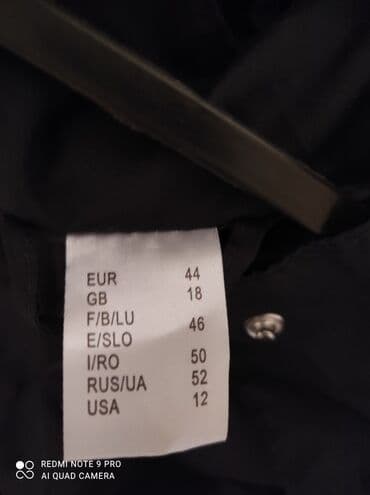 EUR 44
GB 18
F/B/LU
E/SLO 46
I/RO 50
RUS/UA 52
USA 12
REDMI NOTE 9 PRO
AI QUAD CAMERA